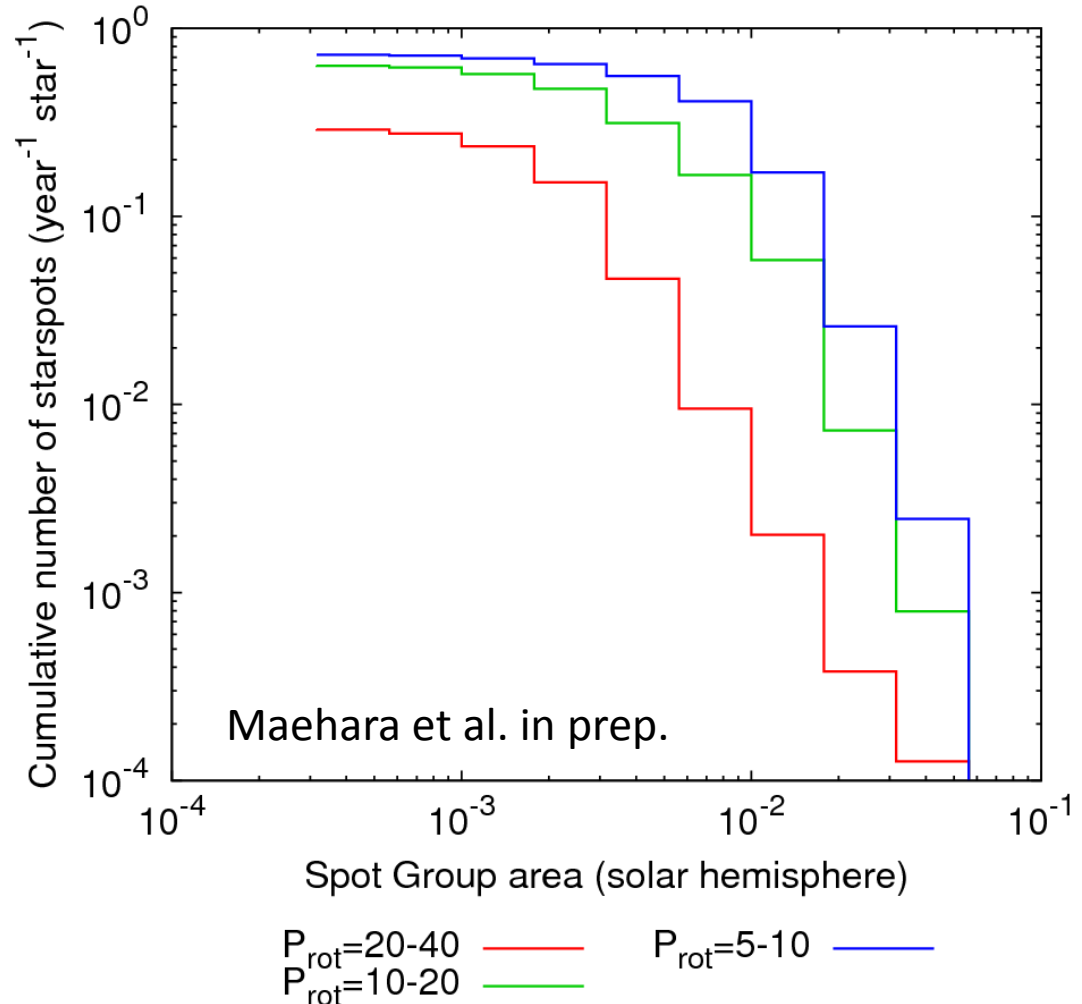 Cumulative number of starspots (year⁻¹ star⁻¹)
10⁰
10⁻¹
10⁻²
10⁻³
10⁻⁴
Maehara et al. in prep.
10⁻⁴ 10⁻³ 10⁻² 10⁻¹
Spot Group area (solar hemisphere)
P_rot=20-40 P_rot=5-10
P_rot=10-20